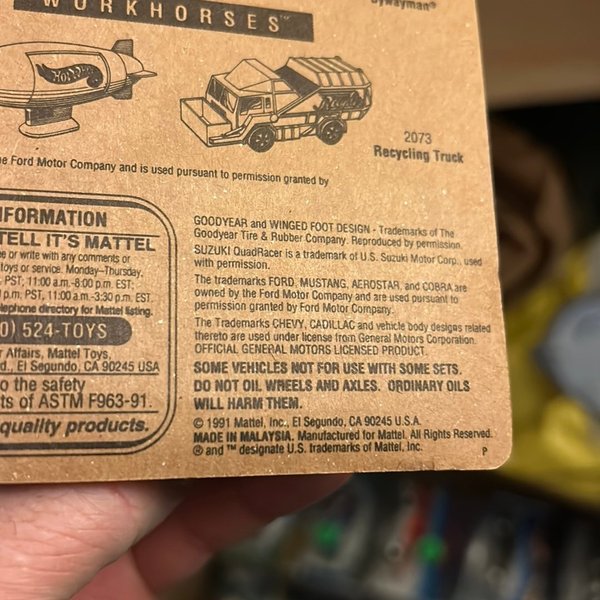 WORKHORSES™
Bywayman®
Hot Wheels
Recycler
2073
Recycling Truck
e Ford Motor Company and is used pursuant to permission granted by
FORMATION
TELL IT'S MATTEL
e or write with any comments or
toys or service. Monday–Thursday,
PST; 11:00 a.m.-8:00 p.m. EST;
p.m. PST, 11:00 a.m.-3:30 p.m. EST.
elephone directory for Mattel listing.
0) 524-TOYS
r Affairs, Mattel Toys,
d., El Segundo, CA 90245 USA
o the safety
ts of ASTM F963-91.
quality products.
GOODYEAR and WINGED FOOT DESIGN - Trademarks of The
Goodyear Tire & Rubber Company. Reproduced by permission.
SUZUKI QuadRacer is a trademark of U.S. Suzuki Motor Corp., used
with permission.
The trademarks FORD, MUSTANG, AEROSTAR, and COBRA are
owned by the Ford Motor Company and are used pursuant to
permission granted by Ford Motor Company.
The Trademarks CHEVY, CADILLAC and vehicle body designs related
thereto are used under license from General Motors Corporation.
OFFICIAL GENERAL MOTORS LICENSED PRODUCT.
SOME VEHICLES NOT FOR USE WITH SOME SETS.
DO NOT OIL WHEELS AND AXLES. ORDINARY OILS
WILL HARM THEM.
© 1991 Mattel, Inc., El Segundo, CA 90245 U.S.A.
MADE IN MALAYSIA. Manufactured for Mattel. All Rights Reserved.
® and ™ designate U.S. trademarks of Mattel, Inc.
P